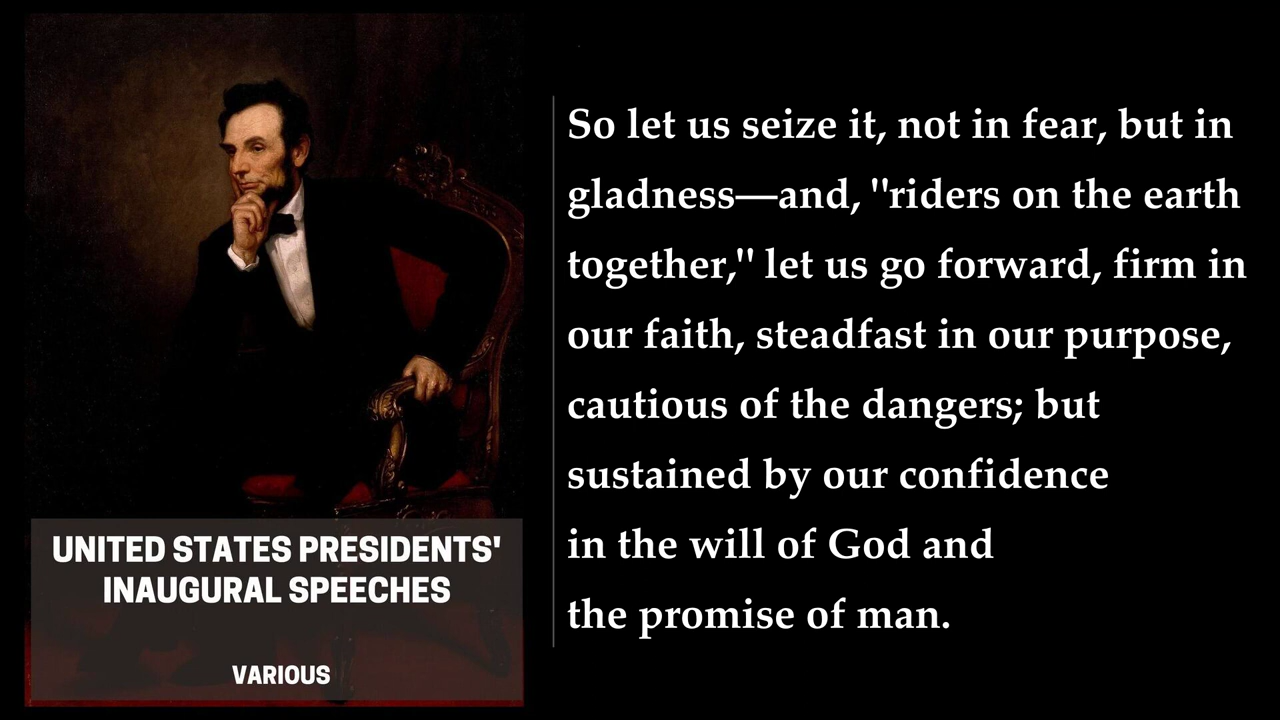 So let us seize it, not in fear, but in
gladness—and, "riders on the earth
together," let us go forward, firm in
our faith, steadfast in our purpose,
cautious of the dangers; but
sustained by our confidence
in the will of God and
the promise of man.
UNITED STATES PRESIDENTS'
INAUGURAL SPEECHES
VARIOUS